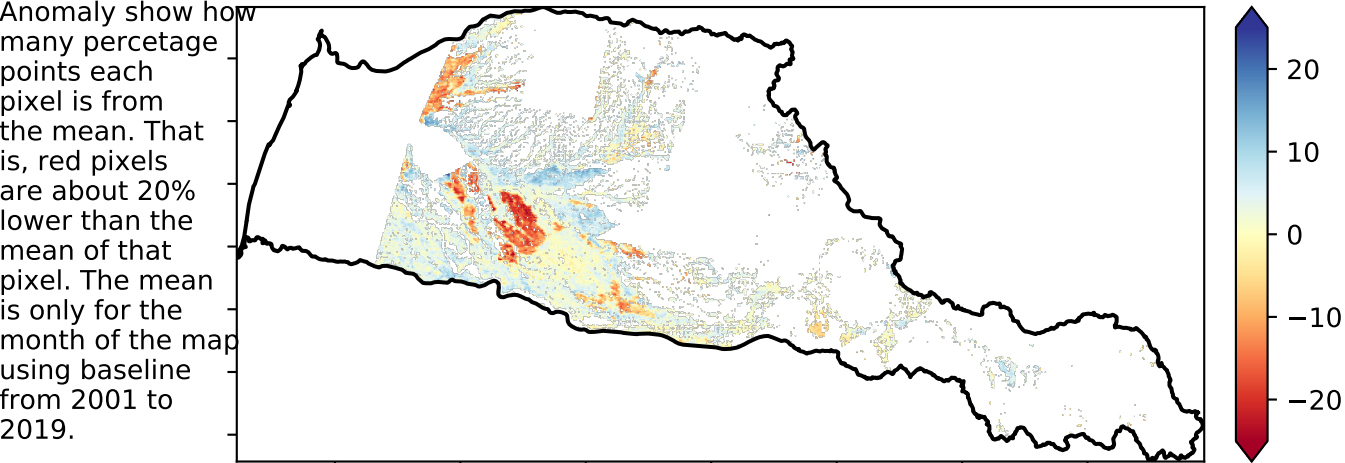 Anomaly show how
many percetage
points each
pixel is from
the mean. That
is, red pixels
are about 20%
lower than the
mean of that
pixel. The mean
is only for the
month of the map
using baseline
from 2001 to
2019.
20
10
0
−10
−20